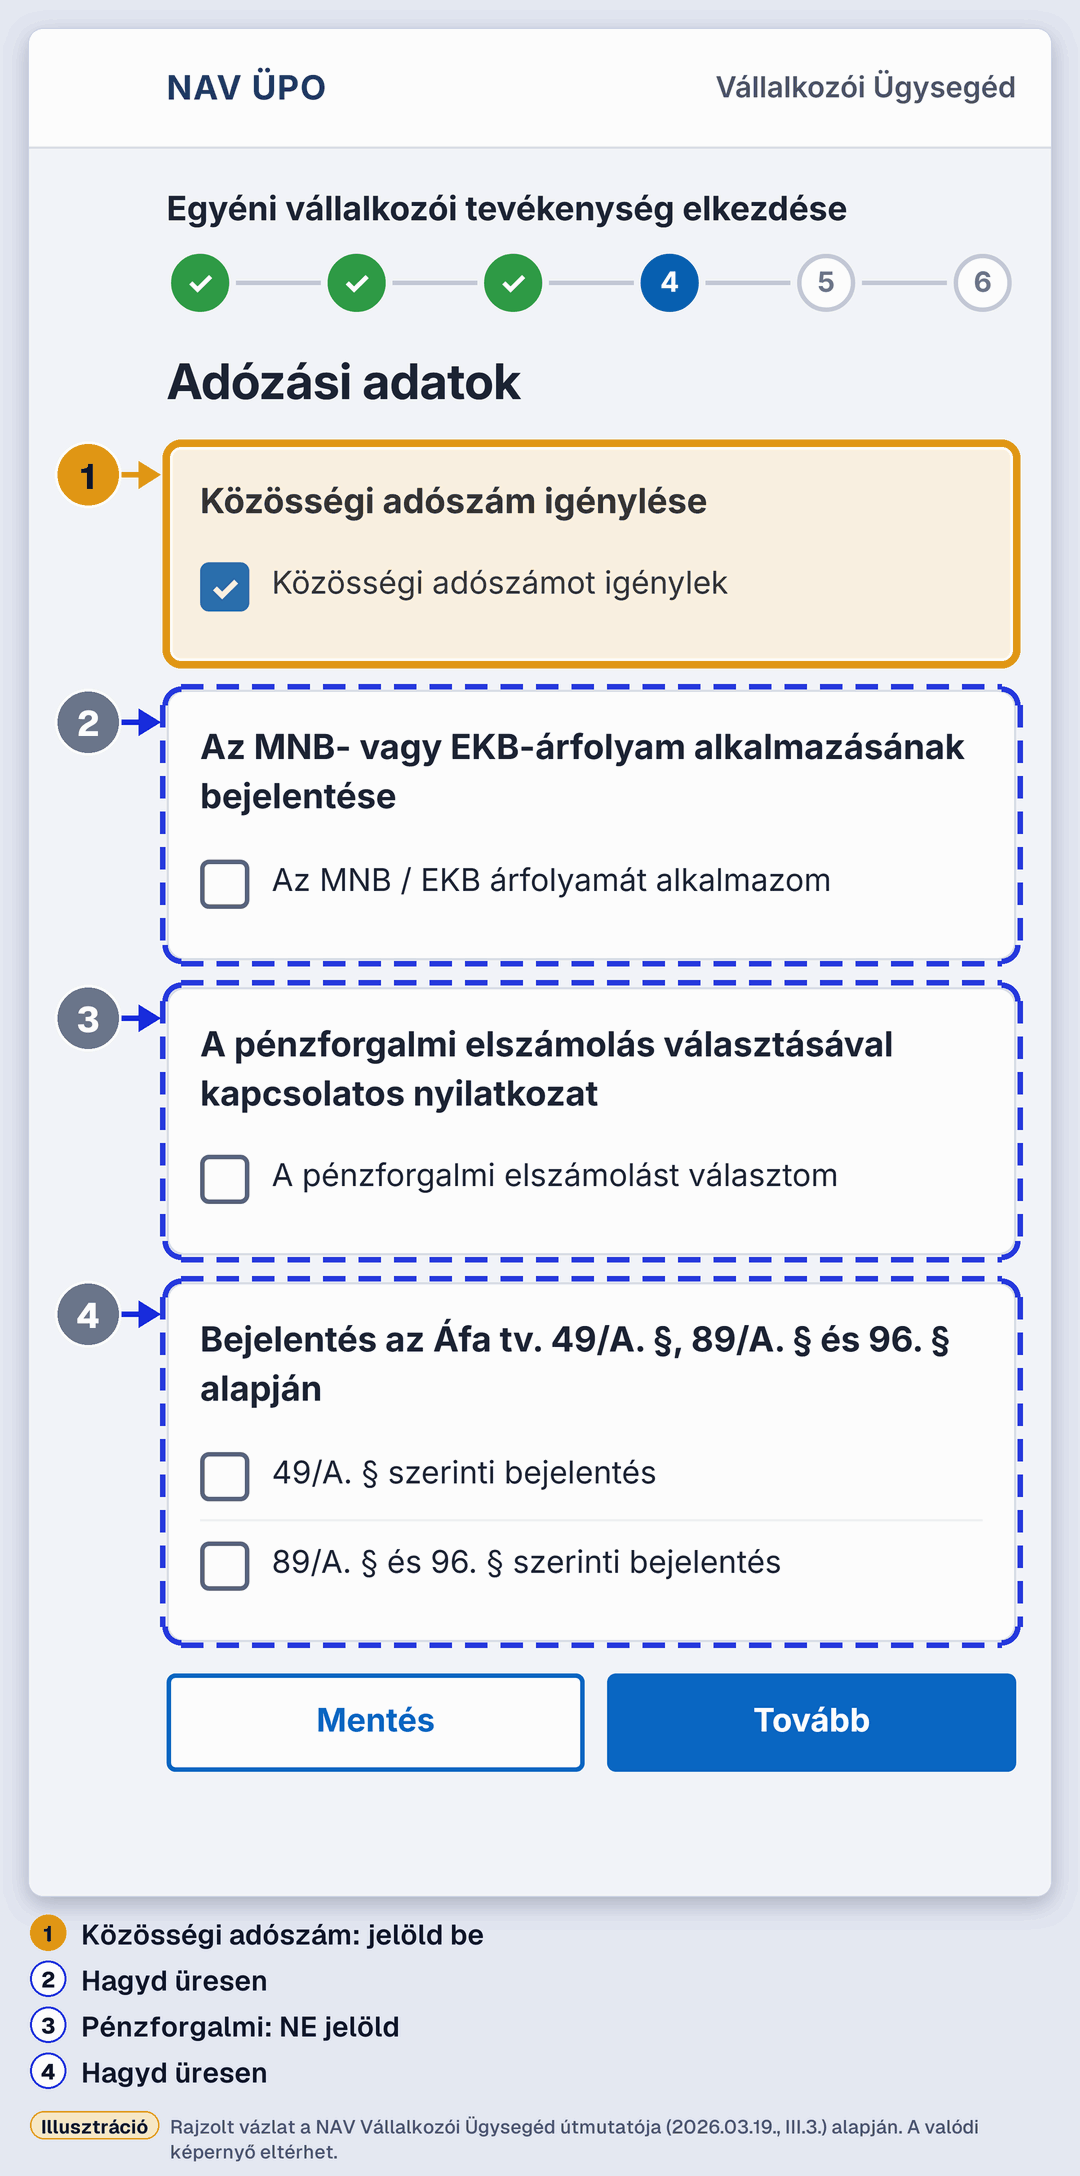 NAV ÜPO
Vállalkozói Ügysegéd
Egyéni vállalkozói tevékenység elkezdése
4
5
6
Adózási adatok
1
Közösségi adószám igénylése
Közösségi adószámot igénylek
2
Az MNB- vagy EKB-árfolyam alkalmazásának
bejelentése
Az MNB / EKB árfolyamát alkalmazom
3
A pénzforgalmi elszámolás választásával
kapcsolatos nyilatkozat
A pénzforgalmi elszámolást választom
4
Bejelentés az Áfa tv. 49/A. §, 89/A. § és 96. §
alapján
49/A. § szerinti bejelentés
89/A. § és 96. § szerinti bejelentés
Mentés
Tovább
1 Közösségi adószám: jelöld be
2 Hagyd üresen
3 Pénzforgalmi: NE jelöld
4 Hagyd üresen
Illusztráció Rajzolt vázlat a NAV Vállalkozói Ügysegéd útmutatója (2026.03.19., III.3.) alapján. A valódi
képernyő eltérhet.